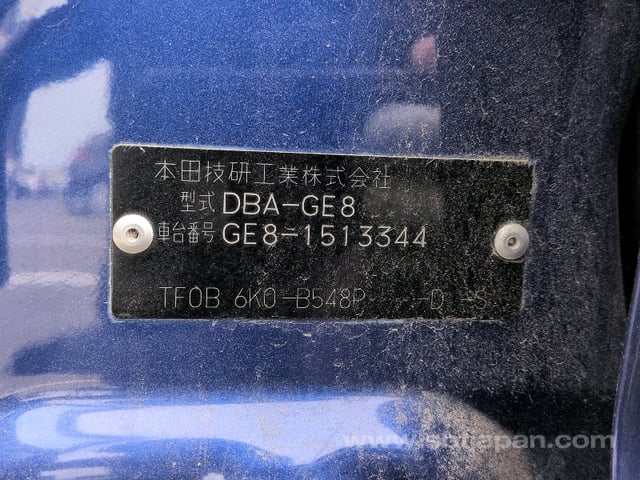 本田技研工業株式会社
型式 DBA-GE8
車台番号 GE8-1513344
TF0B 6K0-B548P -D -S
www.sbtjapan.com